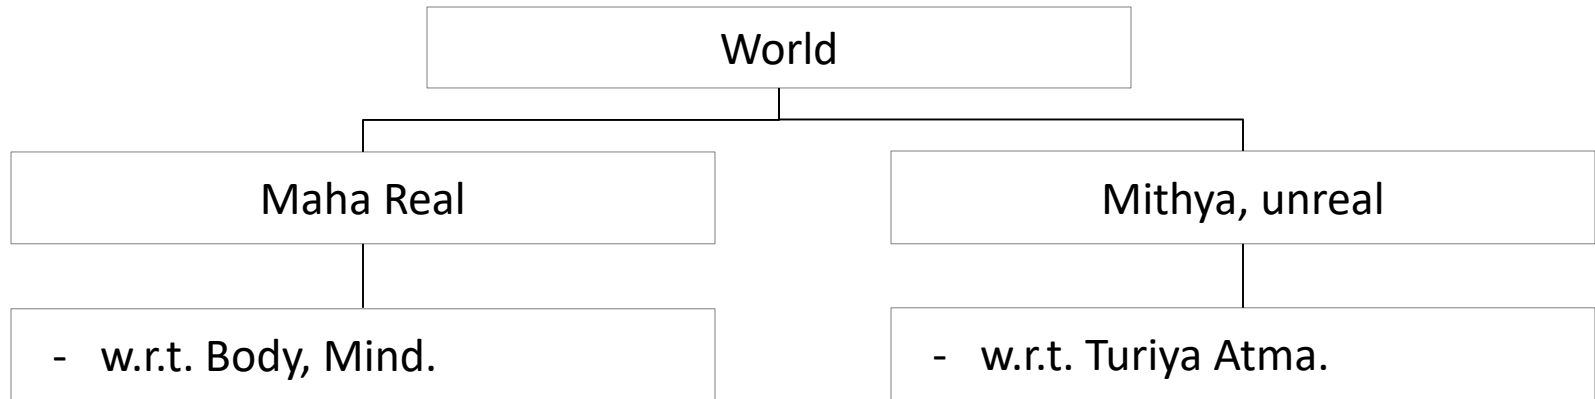 World
Maha Real
Mithya, unreal
- w.r.t. Body, Mind.
- w.r.t. Turiya Atma.